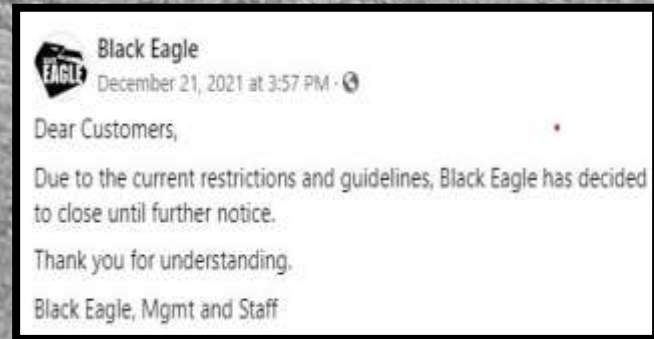 Black Eagle
December 21, 2021 at 3:57 PM ·
Dear Customers,
Due to the current restrictions and guidelines, Black Eagle has decided
to close until further notice.
Thank you for understanding.
Black Eagle, Mgmt and Staff
EAGLE